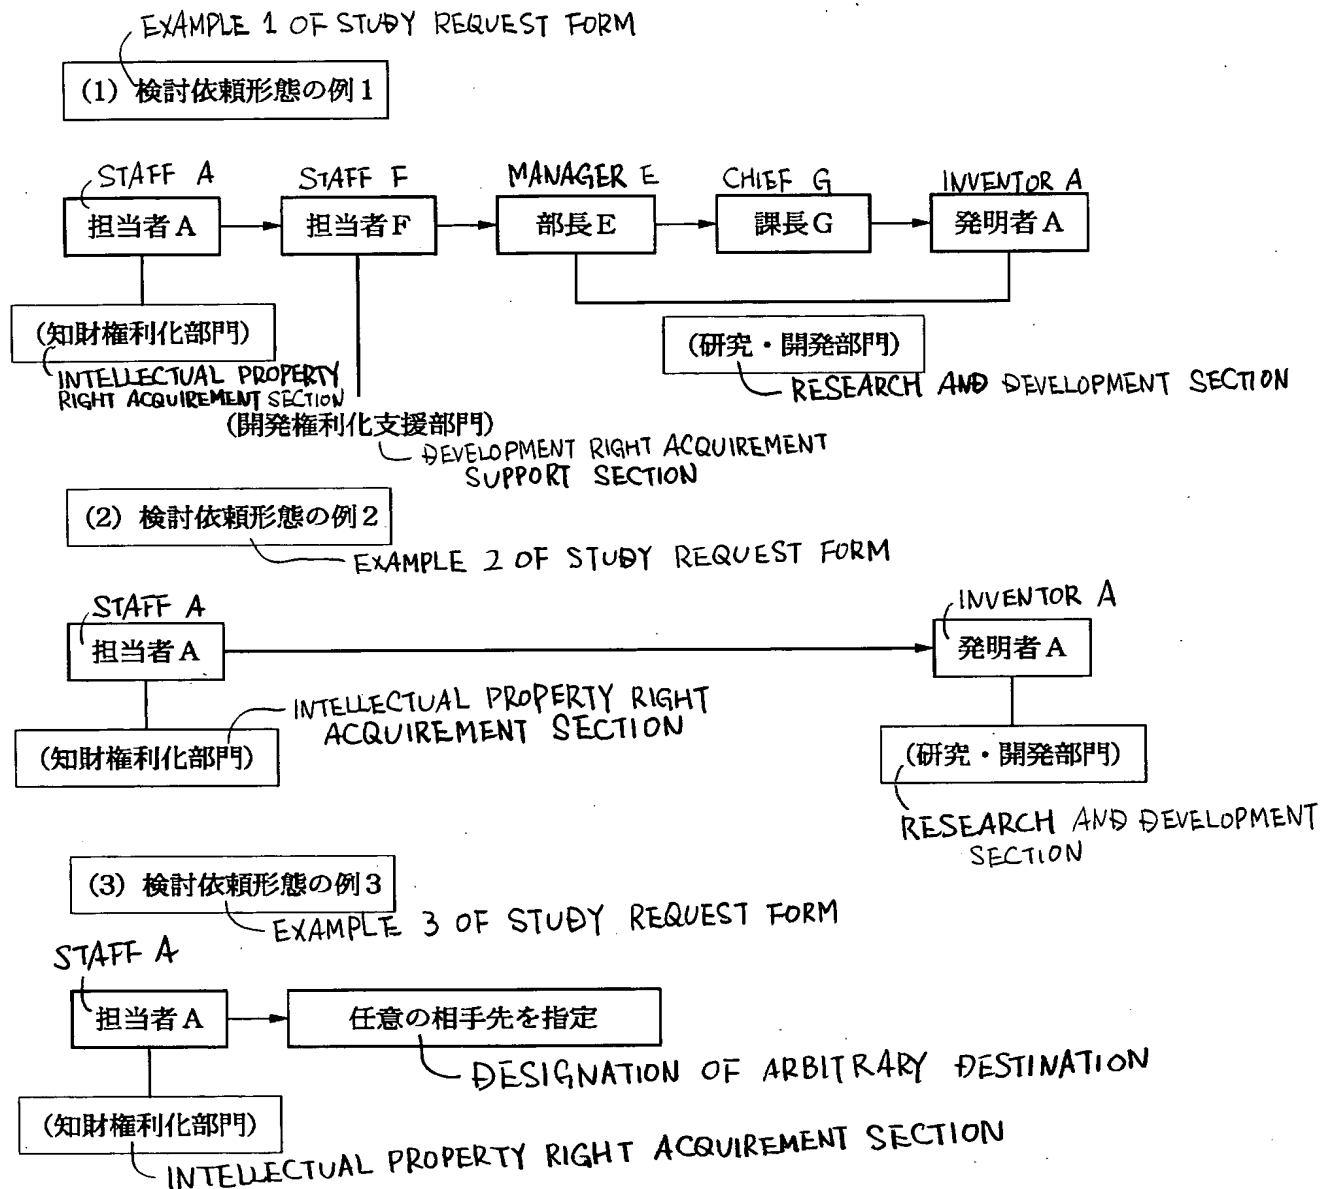 EXAMPLE 1 OF STUDY REQUEST FORM
(1) 検討依頼形態の例1
STAFF A
STAFF F
MANAGER E
CHIEF G
INVENTOR A
担当者A
担当者F
部長E
課長G
発明者A
(知財権利化部門)
(研究・開発部門)
INTELLECTUAL PROPERTY
RIGHT ACQUIREMENT SECTION
RESEARCH AND DEVELOPMENT SECTION
(開発権利化支援部門)
DEVELOPMENT RIGHT ACQUIREMENT
SUPPORT SECTION
(2) 検討依頼形態の例2
EXAMPLE 2 OF STUDY REQUEST FORM
STAFF A
INVENTOR A
担当者A
発明者A
INTELLECTUAL PROPERTY RIGHT
ACQUIREMENT SECTION
(知財権利化部門)
(研究・開発部門)
RESEARCH AND DEVELOPMENT
SECTION
(3) 検討依頼形態の例3
EXAMPLE 3 OF STUDY REQUEST FORM
STAFF A
担当者A
任意の相手先を指定
DESIGNATION OF ARBITRARY DESTINATION
(知財権利化部門)
INTELLECTUAL PROPERTY RIGHT ACQUIREMENT SECTION